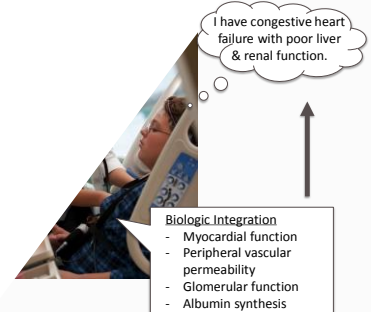 I have congestive heart
failure with poor liver
& renal function.
Biologic Integration
- Myocardial function
- Peripheral vascular
permeability
- Glomerular function
- Albumin synthesis